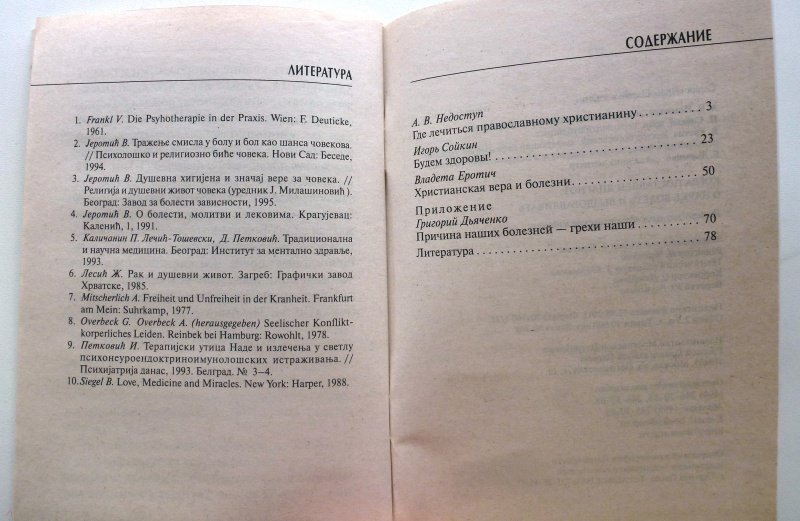 ЛИТЕРАТУРА
1. Frankl V. Die Psyhotherapie in der Praxis. Wien: F. Deuticke,
1961.
2. Јеротић В. Тражење смисла у болу и бол као шанса човекова.
// Психолошко и религиозно биће човека. Нови Сад: Беседе,
1994.
3. Јеротић В. Душевна хигијена и значај вере за човека. //
Религија и душевни живот човека (уредник Ј. Милашиновић).
Београд: Завод за болести зависности, 1995.
4. Јеротић В. О болести, молитви и лековима. Крагујевац:
Каленић, 1, 1991.
5. Каличанин П. Лечић-Тошевски, Д. Петковић. Традиционална
и научна медицина. Београд: Институт за ментално здравље,
1993.
6. Лесић Ж. Рак и душевни живот. Загреб: Графички завод
Хрватске, 1985.
7. Mitscherlich A. Freiheit und Unfreiheit in der Kranheit. Frankfurt
am Mein: Suhrkamp, 1977.
8. Overbeck G. Overbeck A. (herausgegeben) Seelischer Konflikt-
korperliches Leiden. Reinbek bei Hamburg: Rowohlt, 1978.
9. Петковић И. Терапијски утица Наде и излечења у светлу
психонсуроендоктриноимунолошских истраживања. //
Психијатрија данас, 1993. Белград. № 3–4.
10. Siegel B. Love, Medicine and Miracles. New York: Harper, 1988.
СОДЕРЖАНИЕ
А. В. Недоступ
Где лечиться православному христианину . . . . . . . . . . 3
Игорь Сойкин
Будем здоровы! . . . . . . . . . . . . . . . . . . . . . . . . . . . . 23
Владета Еротич
Христианская вера и болезни . . . . . . . . . . . . . . . . . . 50
Приложение
Григорий Дьяченко
Причина наших болезней — грехи наши . . . . . . . . . . . 70
Литература . . . . . . . . . . . . . . . . . . . . . . . . . . . . . . . . 78